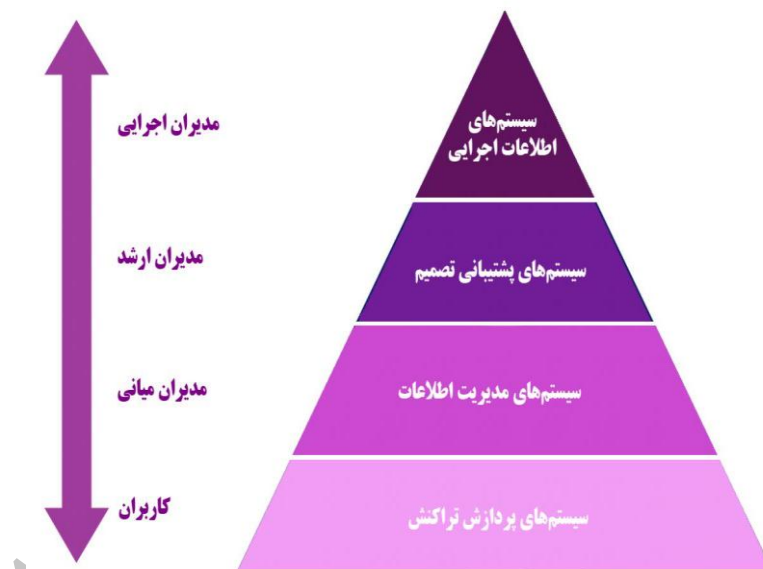 مدیران اجرایی
سیستم‌های
اطلاعات اجرایی
مدیران ارشد
سیستم‌های پشتیبانی تصمیم
مدیران میانی
سیستم‌های مدیریت اطلاعات
کاربران
سیستم‌های پردازش تراکنش